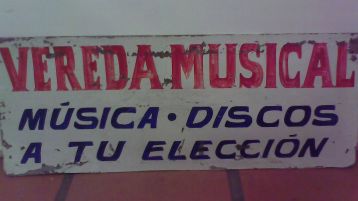 VEREDA MUSICAL
MÚSICA · DISCOS
A TU ELECCIÓN